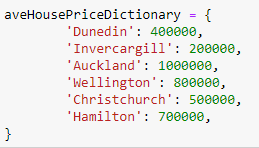 aveHousePriceDictionary = {
        'Dunedin': 400000,
        'Invercargill': 200000,
        'Auckland': 1000000,
        'Wellington': 800000,
        'Christchurch': 500000,
        'Hamilton': 700000,
}